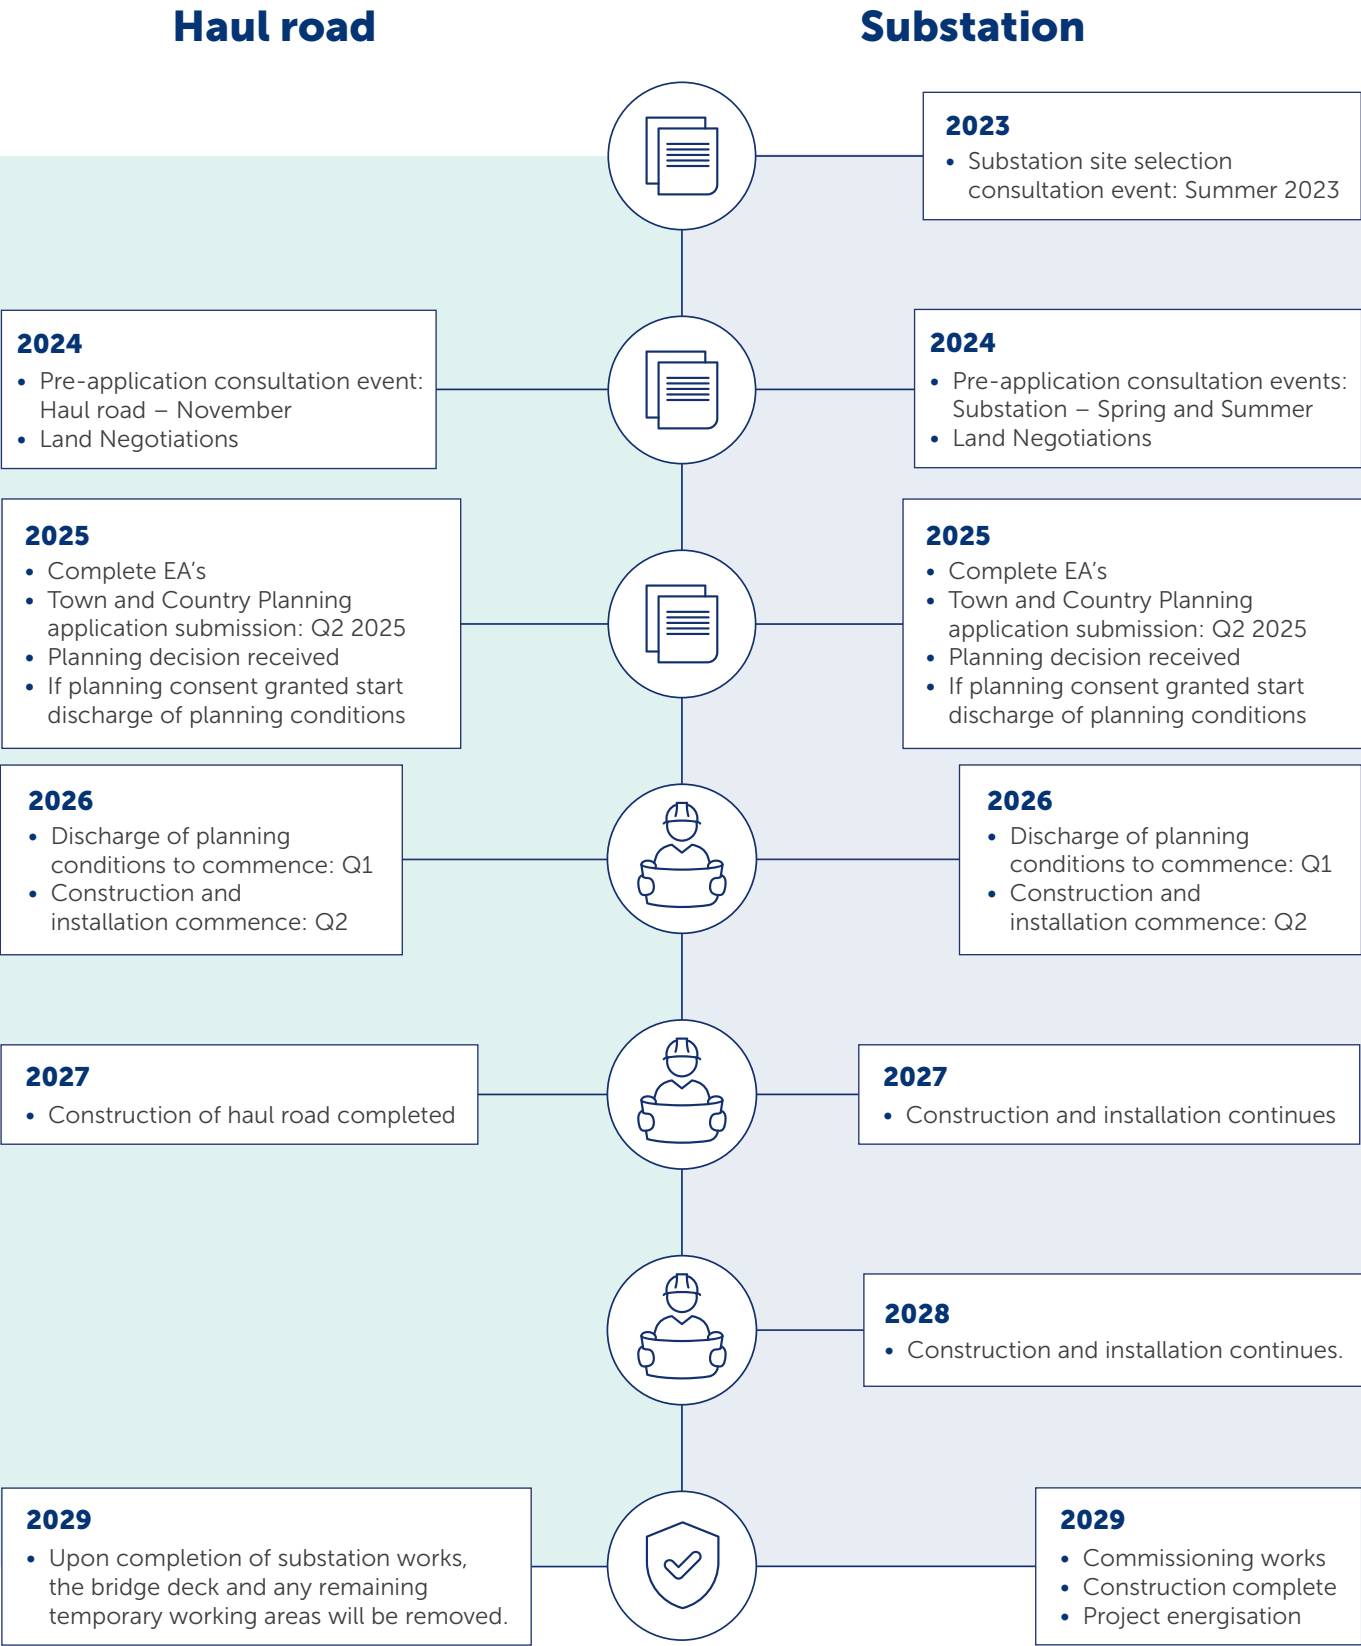 Haul road
Substation
2023
• Substation site selection
consultation event: Summer 2023
2024
• Pre-application consultation event:
Haul road – November
• Land Negotiations
2024
• Pre-application consultation events:
Substation – Spring and Summer
• Land Negotiations
2025
• Complete EA’s
• Town and Country Planning
application submission: Q2 2025
• Planning decision received
• If planning consent granted start
discharge of planning conditions
2025
• Complete EA’s
• Town and Country Planning
application submission: Q2 2025
• Planning decision received
• If planning consent granted start
discharge of planning conditions
2026
• Discharge of planning
conditions to commence: Q1
• Construction and
installation commence: Q2
2026
• Discharge of planning
conditions to commence: Q1
• Construction and
installation commence: Q2
2027
• Construction of haul road completed
2027
• Construction and installation continues
2028
• Construction and installation continues.
2029
• Upon completion of substation works,
the bridge deck and any remaining
temporary working areas will be removed.
2029
• Commissioning works
• Construction complete
• Project energisation